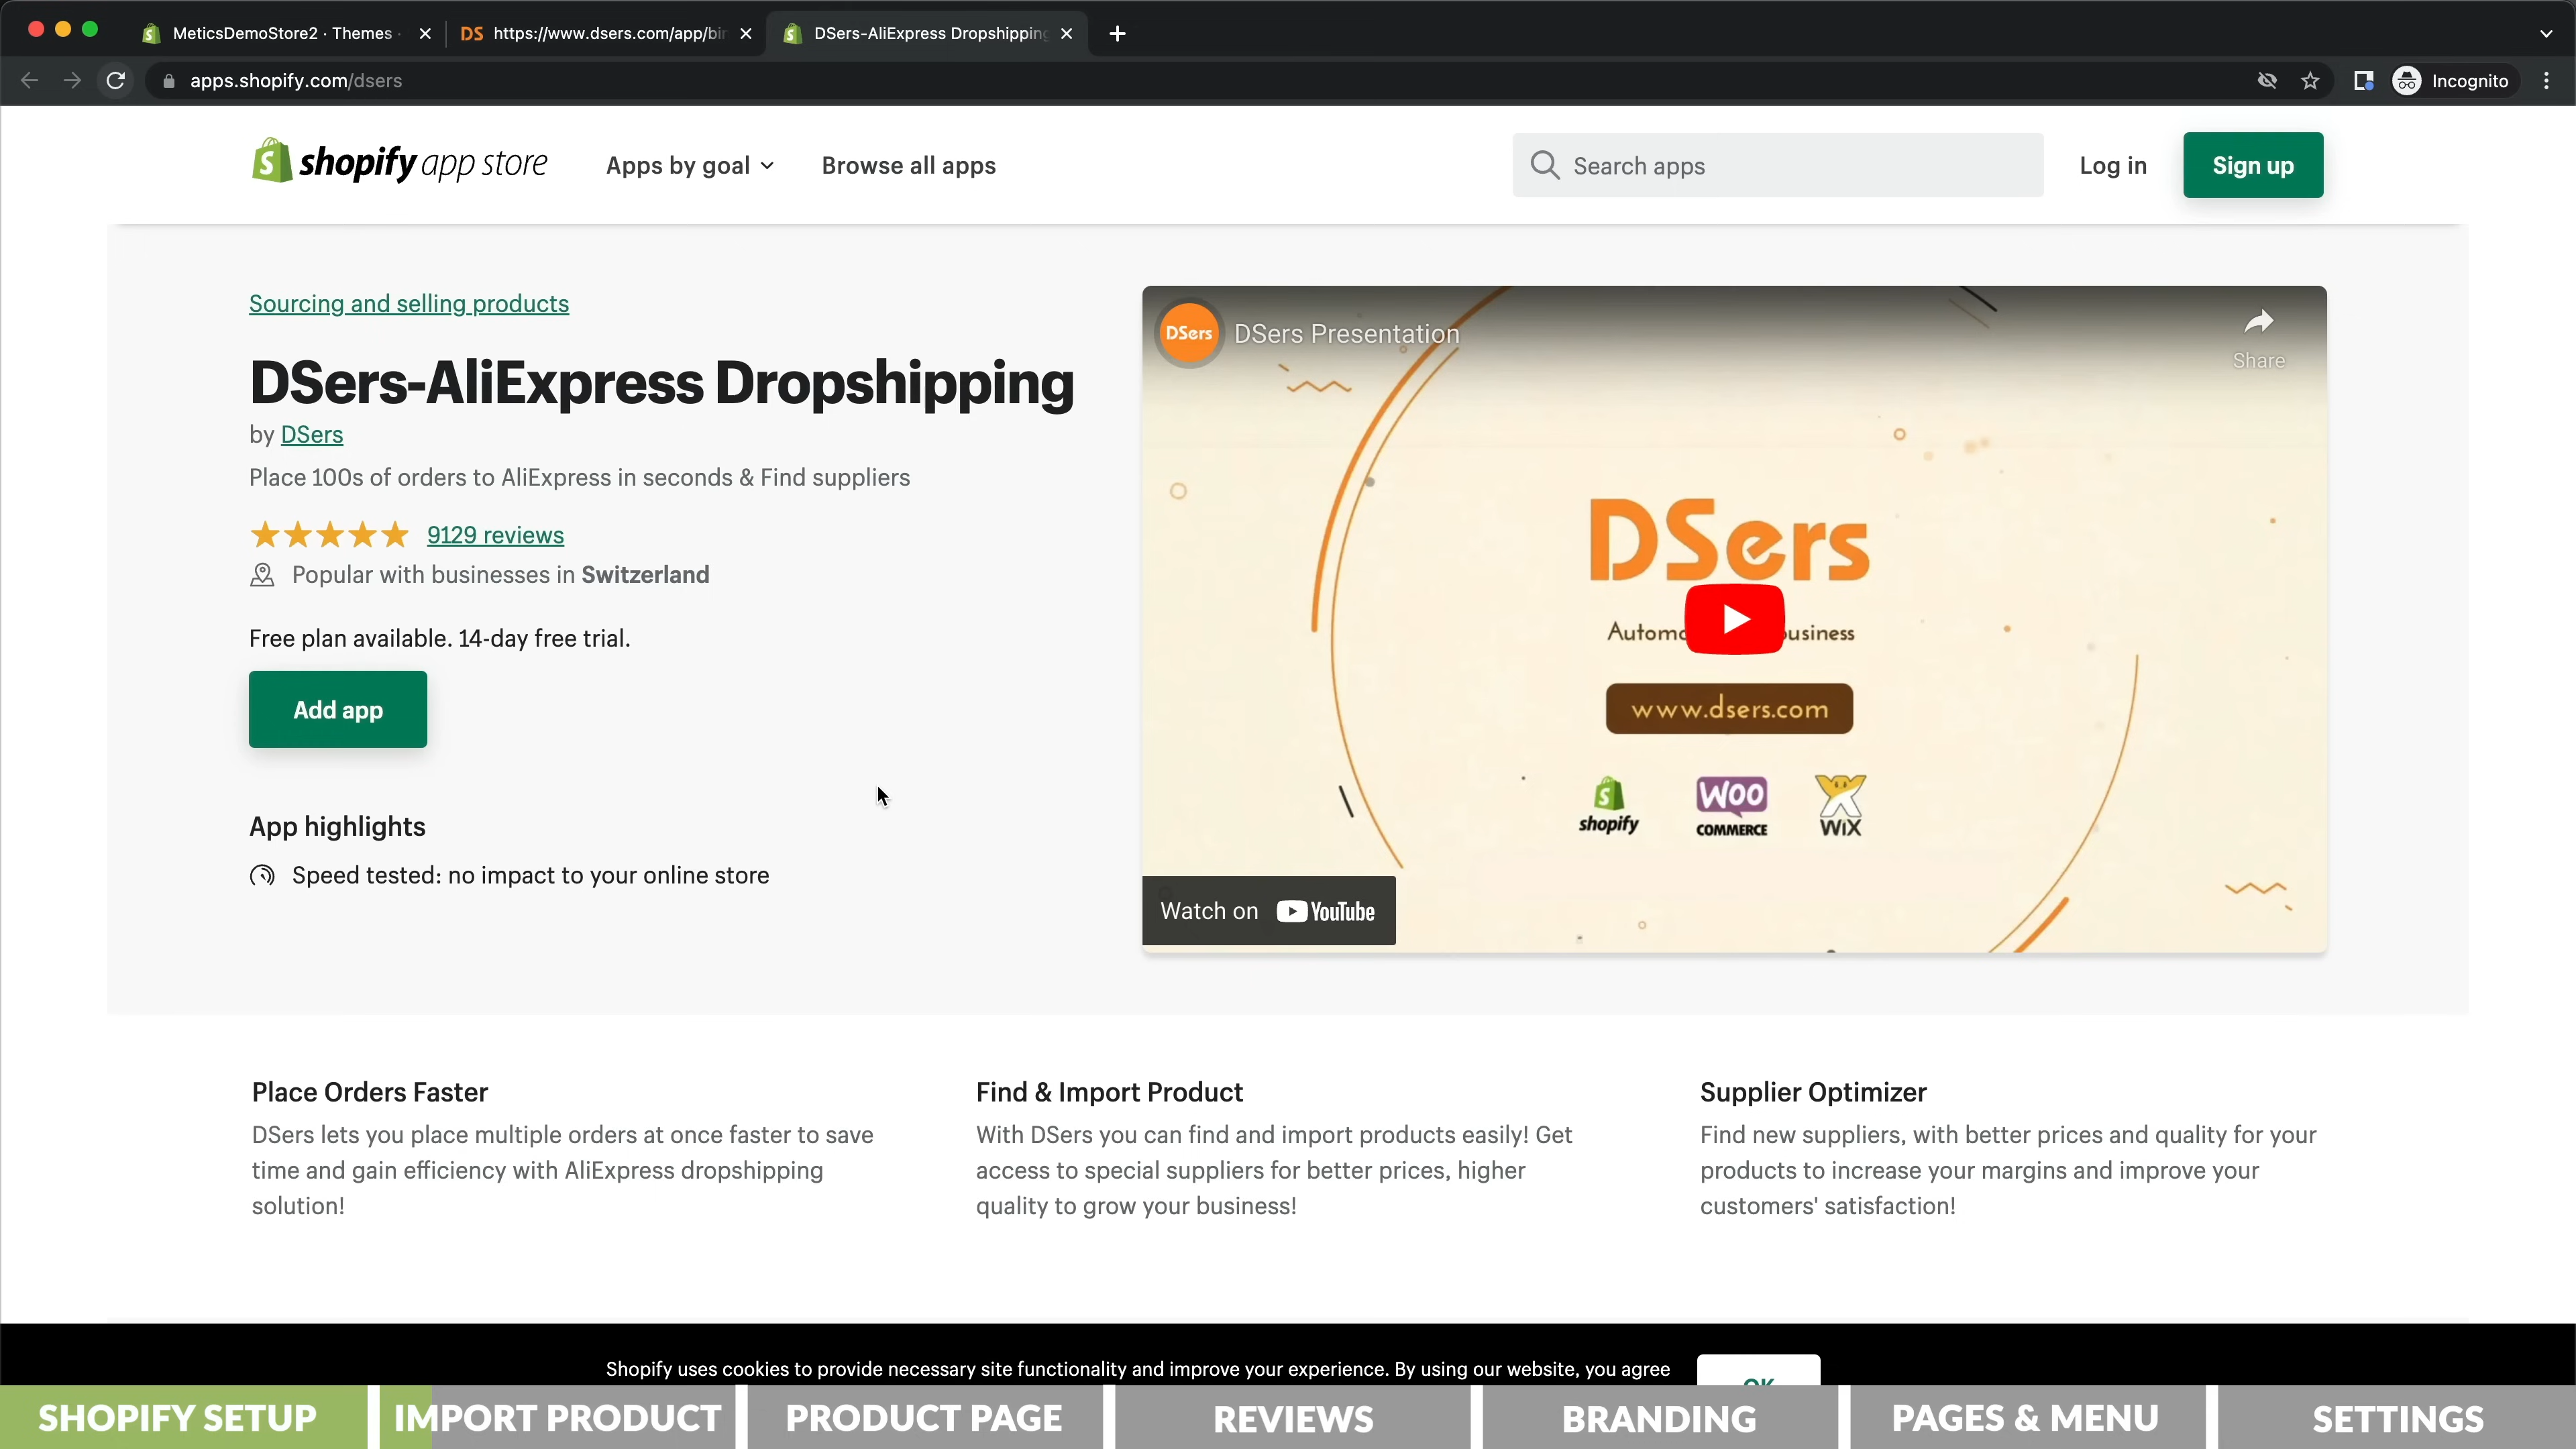 MeticsDemoStore2 · Themes ·
DS https://www.dsers.com/app/bin
DSers-AliExpress Dropshipping
apps.shopify.com/dsers
Incognito
shopify app store
Apps by goal
Browse all apps
Search apps
Log in
Sign up
Sourcing and selling products
DSers-AliExpress Dropshipping
by DSers
Place 100s of orders to AliExpress in seconds & Find suppliers
9129 reviews
Popular with businesses in Switzerland
Free plan available. 14-day free trial.
Add app
App highlights
Speed tested: no impact to your online store
DSers
DSers Presentation
Share
DSers
usiness
www.dsers.com
shopify
WOO
COMMERCE
WiX
Watch on YouTube
Place Orders Faster
DSers lets you place multiple orders at once faster to save
time and gain efficiency with AliExpress dropshipping
solution!
Find & Import Product
With DSers you can find and import products easily! Get
access to special suppliers for better prices, higher
quality to grow your business!
Supplier Optimizer
Find new suppliers, with better prices and quality for your
products to increase your margins and improve your
customers' satisfaction!
Shopify uses cookies to provide necessary site functionality and improve your experience. By using our website, you agree
OK
SHOPIFY SETUP
IMPORT PRODUCT
PRODUCT PAGE
REVIEWS
BRANDING
PAGES & MENU
SETTINGS